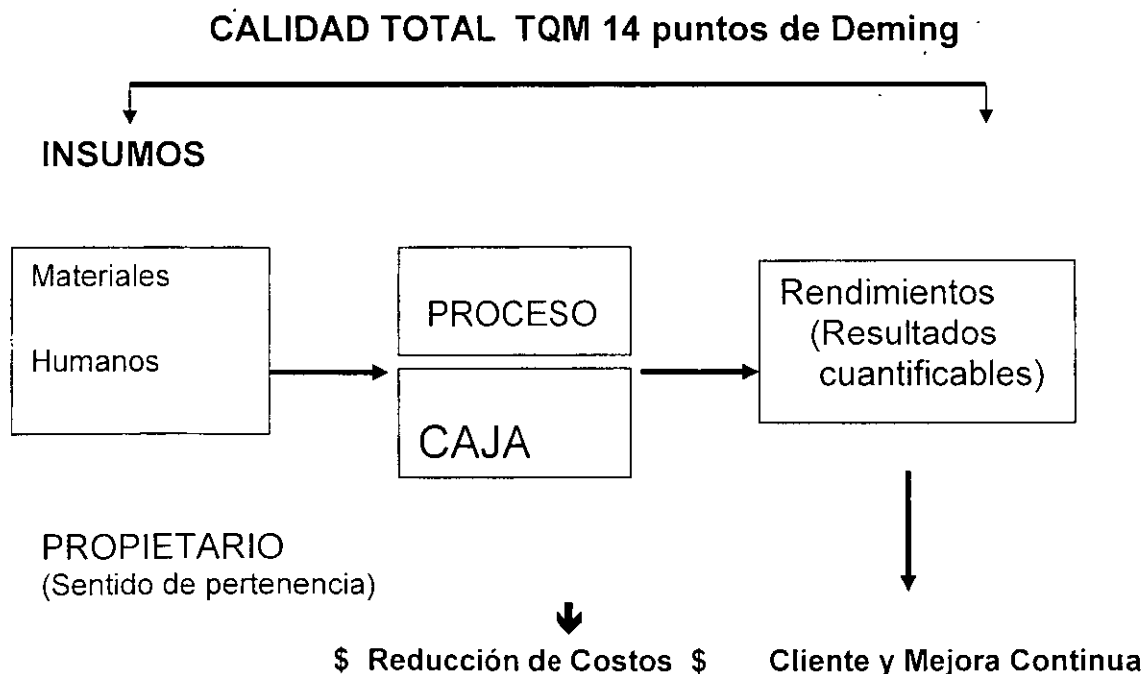 CALIDAD TOTAL TQM 14 puntos de Deming
INSUMOS
Materiales
Humanos
PROCESO
CAJA
Rendimientos
(Resultados
cuantificables)
PROPIETARIO
(Sentido de pertenencia)
$ Reducción de Costos $
Cliente y Mejora Continua